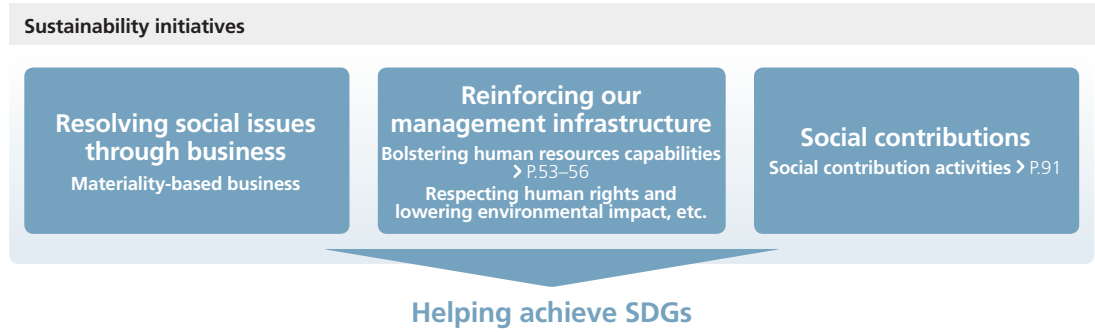 Sustainability initiatives
Resolving social issues
through business
Materiality-based business
Reinforcing our
management infrastructure
Bolstering human resources capabilities
> P.53–56
Respecting human rights and
lowering environmental impact, etc.
Social contributions
Social contribution activities > P.91
Helping achieve SDGs